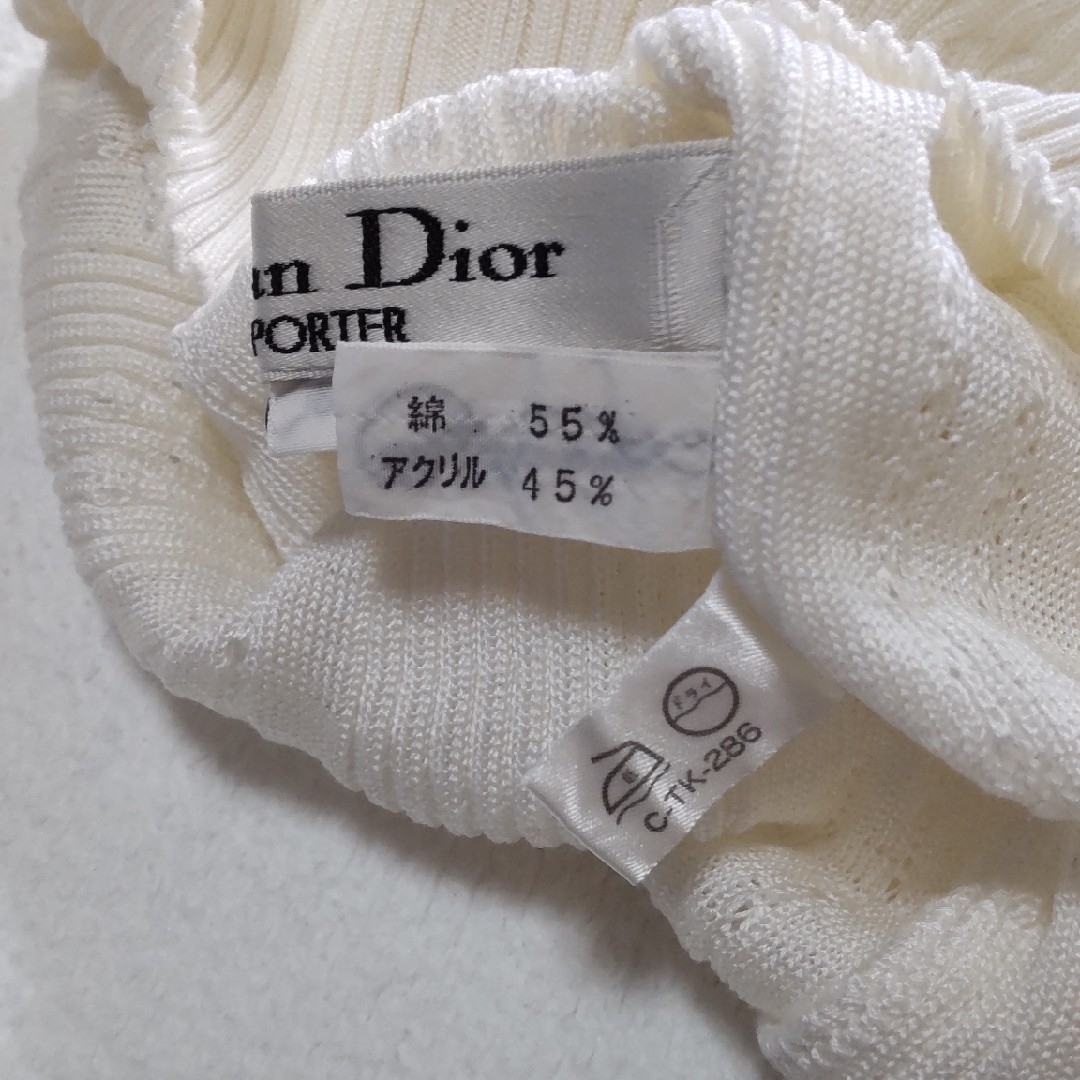 an Dior
PORTER
綿 55%
アクリル 45%
ドライ
C-TK-286